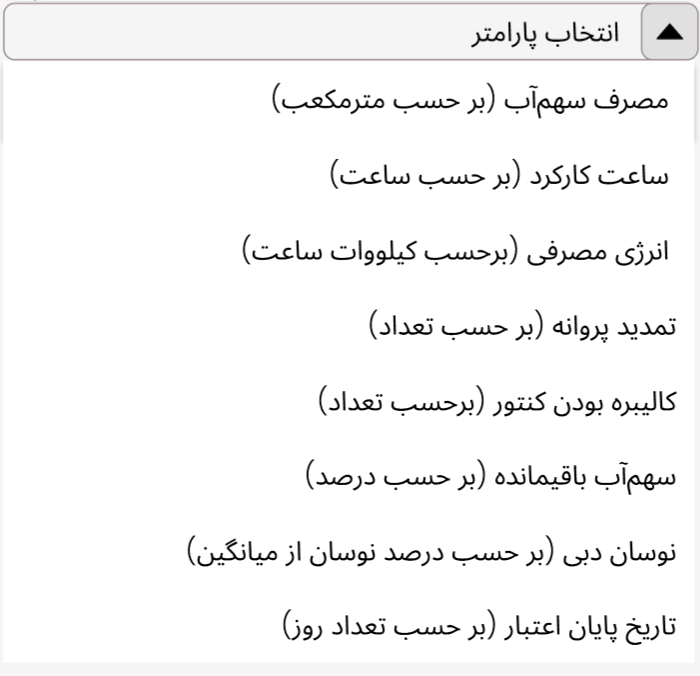 انتخاب پارامتر
مصرف سهم‌آب (بر حسب مترمکعب)
ساعت کارکرد (بر حسب ساعت)
انرژی مصرفی (برحسب کیلووات ساعت)
تمدید پروانه (بر حسب تعداد)
کالیبره بودن کنتور (برحسب تعداد)
سهم‌آب باقیمانده (بر حسب درصد)
نوسان دبی (بر حسب درصد نوسان از میانگین)
تاریخ پایان اعتبار (بر حسب تعداد روز)